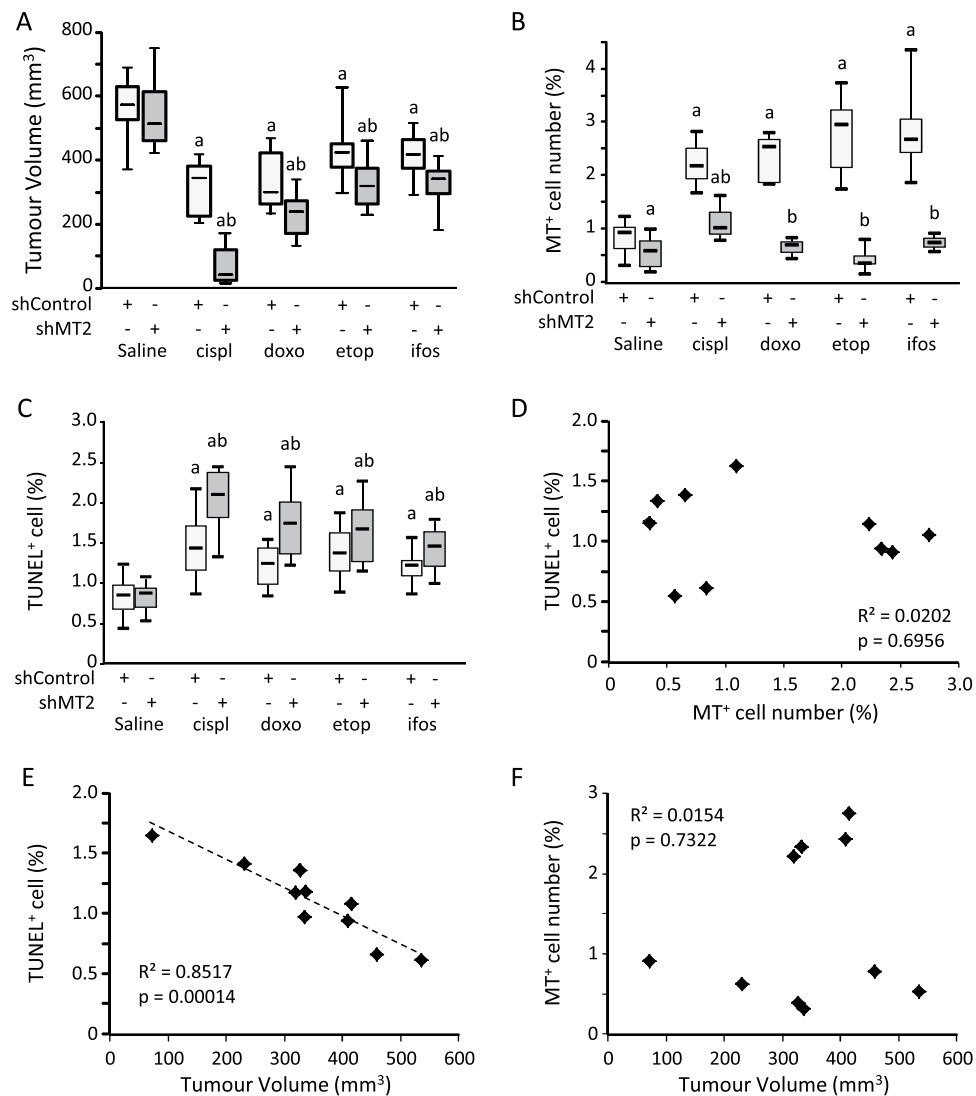 A
Tumour Volume (mm3)
800
600
400
200
0
a
ab
a
ab
a
ab
a
ab
shControl + - + - + - + - + -
shMT2 - + - + - + - + - +
Saline cispl doxo etop ifos
B
MT+ cell number (%)
4
3
2
1
0
a
a
ab
a
b
a
b
a
b
shControl + - + - + - + - + -
shMT2 - + - + - + - + - +
Saline cispl doxo etop ifos
C
TUNEL+ cell (%)
3.0
2.5
2.0
1.5
1.0
0.5
0
a
ab
a
ab
a
ab
a
ab
shControl + - + - + - + - + -
shMT2 - + - + - + - + - +
Saline cispl doxo etop ifos
D
TUNEL+ cell (%)
2.0
1.5
1.0
0.5
0
R2 = 0.0202
p = 0.6956
0 0.5 1.0 1.5 2.0 2.5 3.0
MT+ cell number (%)
E
TUNEL+ cell (%)
2.0
1.5
1.0
0.5
0
R2 = 0.8517
p = 0.00014
0 100 200 300 400 500 600
Tumour Volume (mm3)
F
MT+ cell number (%)
3
2
1
0
R2 = 0.0154
p = 0.7322
0 100 200 300 400 500 600
Tumour Volume (mm3)